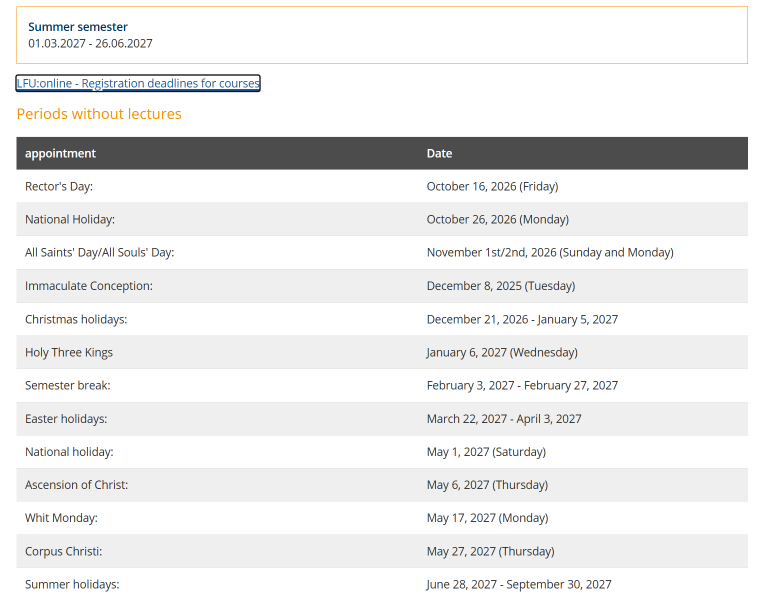 Summer semester
01.03.2027 - 26.06.2027
LFU:online - Registration deadlines for courses
Periods without lectures
appointment Date
Rector's Day: October 16, 2026 (Friday)
National Holiday: October 26, 2026 (Monday)
All Saints' Day/All Souls' Day: November 1st/2nd, 2026 (Sunday and Monday)
Immaculate Conception: December 8, 2025 (Tuesday)
Christmas holidays: December 21, 2026 - January 5, 2027
Holy Three Kings January 6, 2027 (Wednesday)
Semester break: February 3, 2027 - February 27, 2027
Easter holidays: March 22, 2027 - April 3, 2027
National holiday: May 1, 2027 (Saturday)
Ascension of Christ: May 6, 2027 (Thursday)
Whit Monday: May 17, 2027 (Monday)
Corpus Christi: May 27, 2027 (Thursday)
Summer holidays: June 28, 2027 - September 30, 2027